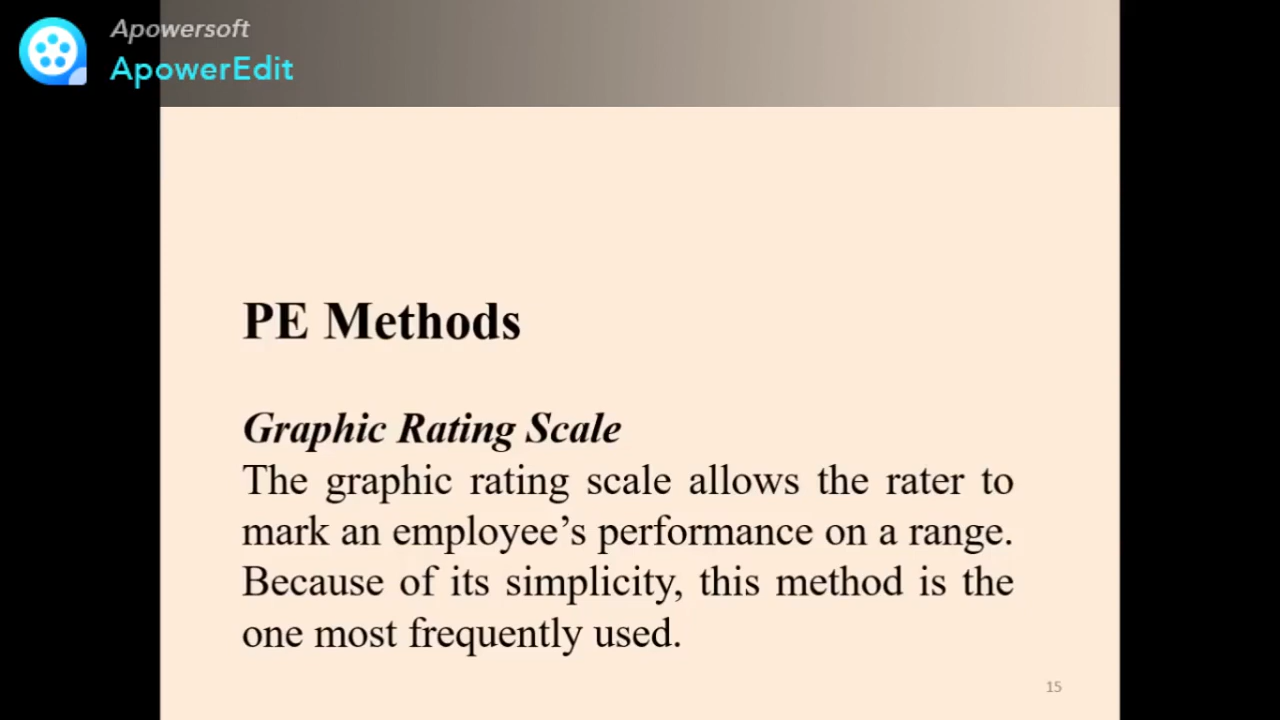 Apowersoft
ApowerEdit
PE Methods
Graphic Rating Scale
The graphic rating scale allows the rater to
mark an employee’s performance on a range.
Because of its simplicity, this method is the
one most frequently used.
15